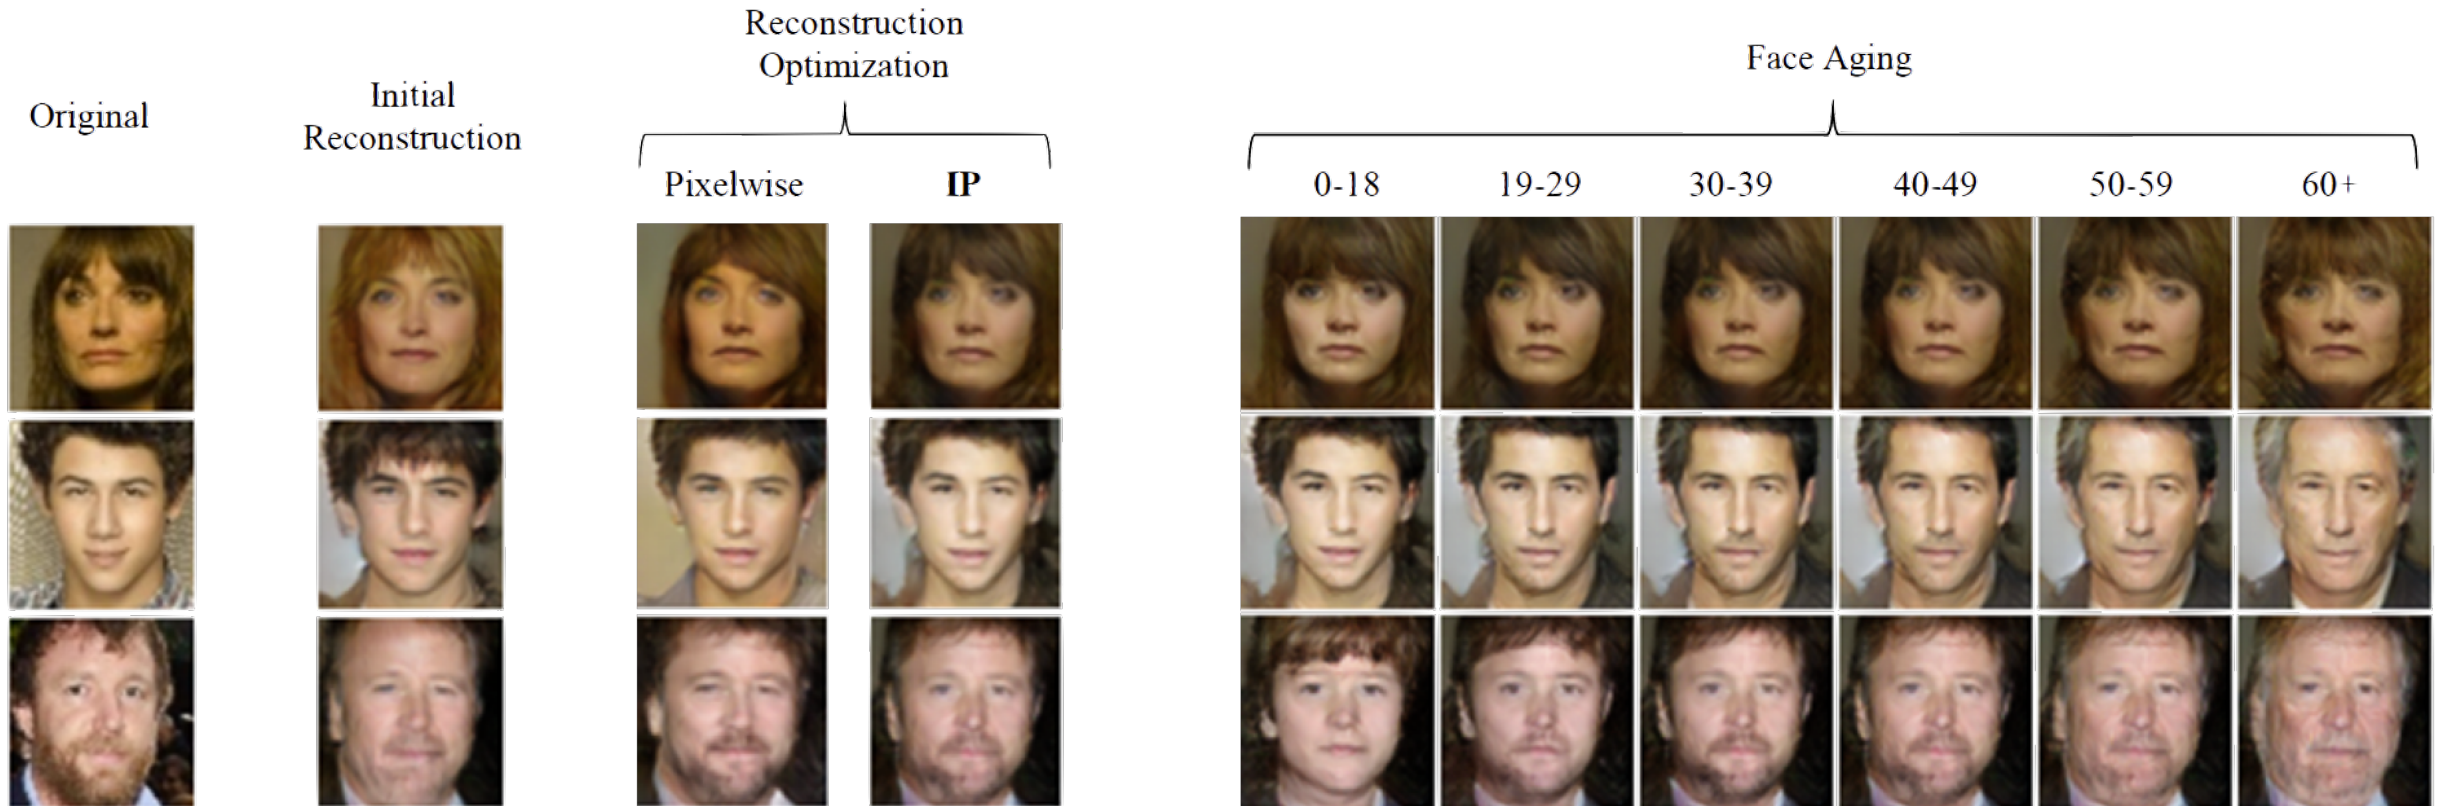 Original
Initial
Reconstruction
Reconstruction
Optimization
Pixelwise
IP
Face Aging
0-18
19-29
30-39
40-49
50-59
60+